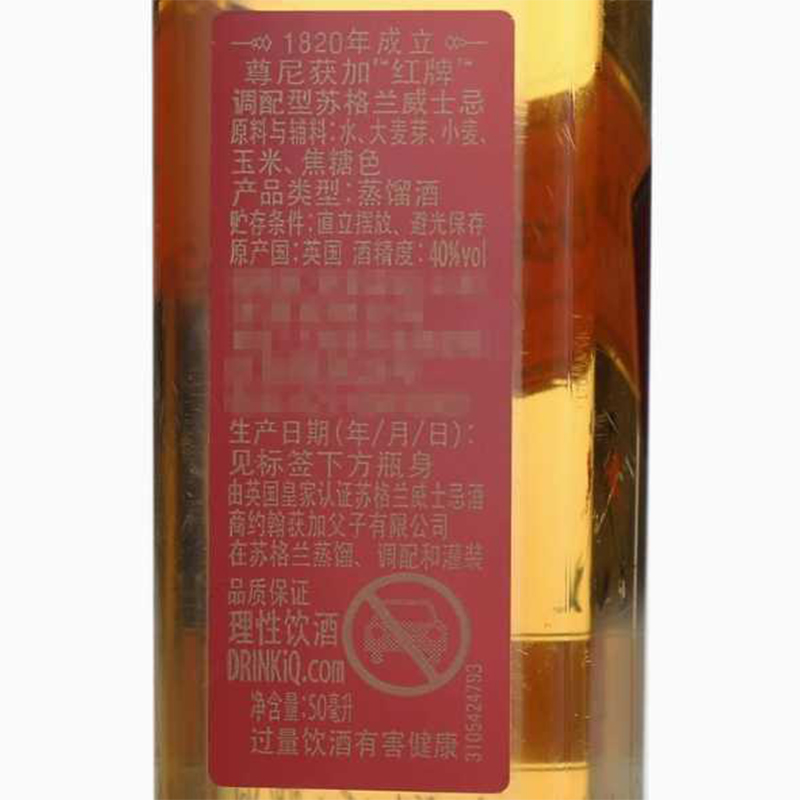 1820年成立
尊尼获加™“红牌”™
调配型苏格兰威士忌
原料与辅料：水、大麦芽、小麦、
玉米、焦糖色
产品类型：蒸馏酒
贮存条件：直立摆放、避光保存
原产国：英国 酒精度：40%vol
生产日期(年/月/日)：
见标签下方瓶身
由英国皇家认证苏格兰威士忌酒
商约翰获加父子有限公司
在苏格兰蒸馏、调配和灌装
品质保证
理性饮酒
DRINKiQ.com
净含量：50毫升
过量饮酒有害健康
3105424793